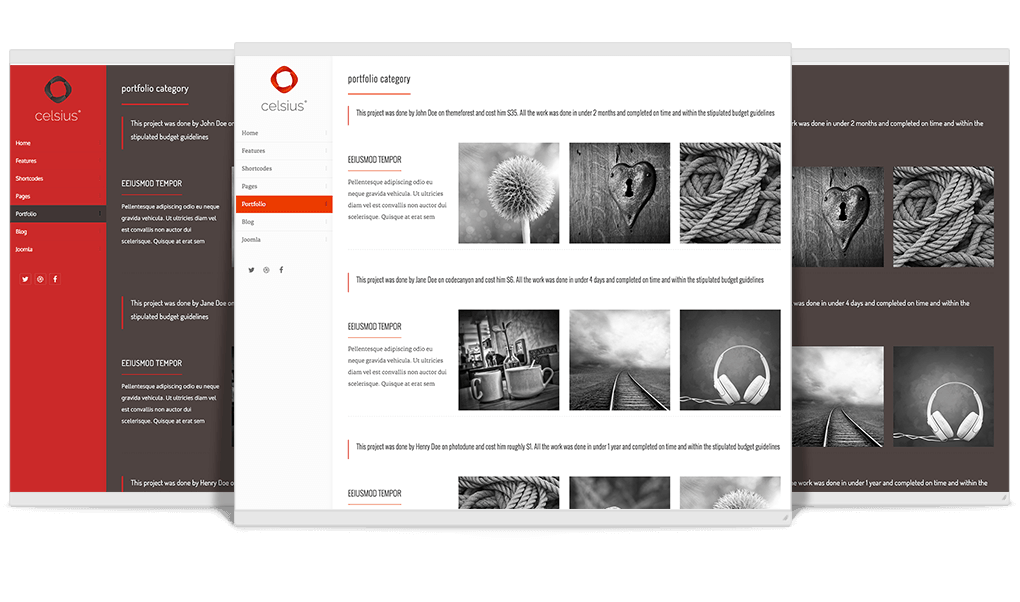 celsius°
Home
Features
Shortcodes
Pages
Portfolio
Blog
Joomla
portfolio category
This project was done by John Doe on
stipulated budget guidelines
EEIUSMOD TEMPOR
Pellentesque adipiscing odio eu neque
gravida vehicula. Ut ultricies diam vel
est convallis non auctor dui
scelerisque. Quisque at erat sem
This project was done by Jane Doe on
stipulated budget guidelines
EEIUSMOD TEMPOR
Pellentesque adipiscing odio eu neque
gravida vehicula. Ut ultricies diam vel
est convallis non auctor dui
scelerisque. Quisque at erat sem
This project was done by Henry Doe
celsius°
Home
Features
Shortcodes
Pages
Portfolio
Blog
Joomla
portfolio category
This project was done by John Doe on themeforest and cost him $35. All the work was done in under 2 months and completed on time and within the stipulated budget guidelines
EEIUSMOD TEMPOR
Pellentesque adipiscing odio eu
neque gravida vehicula. Ut ultricies
diam vel est convallis non auctor dui
scelerisque. Quisque at erat sem
This project was done by Jane Doe on codecanyon and cost him $6. All the work was done in under 4 days and completed on time and within the stipulated budget guidelines
EEIUSMOD TEMPOR
Pellentesque adipiscing odio eu
neque gravida vehicula. Ut ultricies
diam vel est convallis non auctor dui
scelerisque. Quisque at erat sem
This project was done by Henry Doe on photodune and cost him roughly $1. All the work was done in under 1 year and completed on time and within the stipulated budget guidelines
EEIUSMOD TEMPOR
was done in under 2 months and completed on time and within the
was done in under 4 days and completed on time and within the
work was done in under 1 year and completed on time and within the